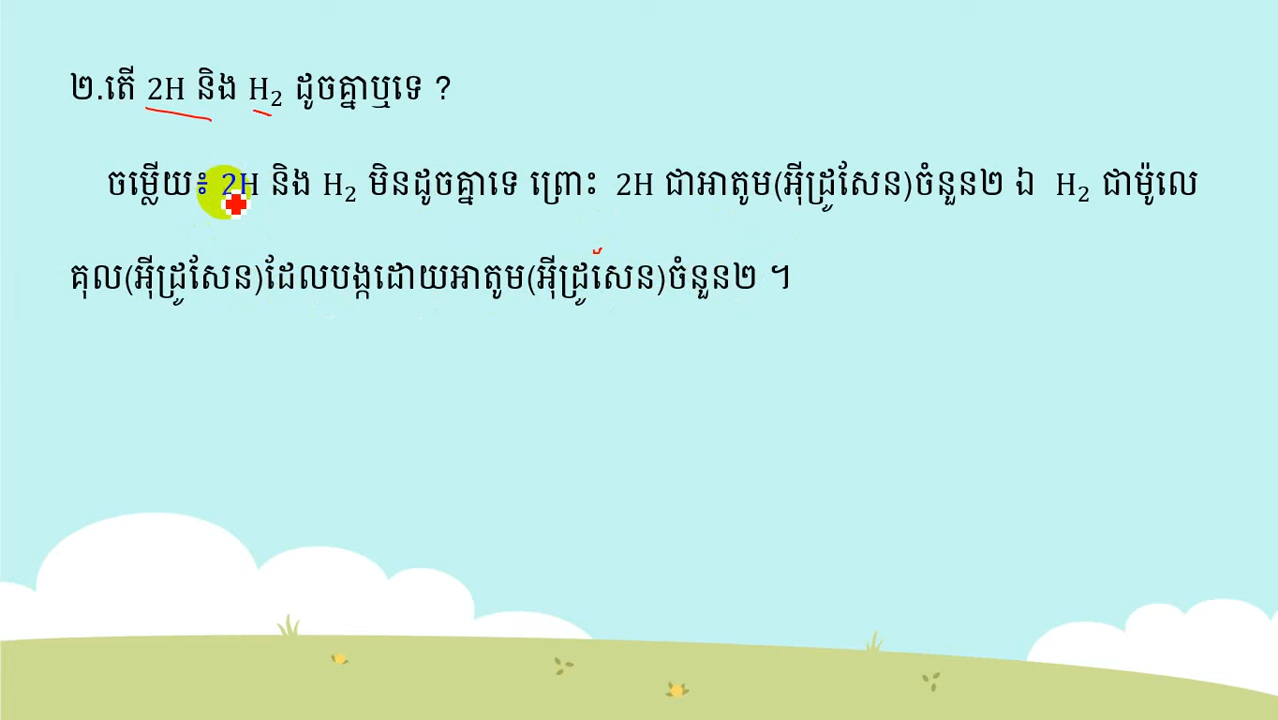 ២.តើ 2H និង H₂ ដូចគ្នាឬទេ ?
ចម្លើយ៖ 2H និង H₂ មិនដូចគ្នាទេ ព្រោះ 2H ជាអាតូម(អ៊ីដ្រូសែន)ចំនួន២ ឯ H₂ ជាម៉ូលេ
គុល(អ៊ីដ្រូសែន)ដែលបង្កដោយអាតូម(អ៊ីដ្រូសែន)ចំនួន២ ។